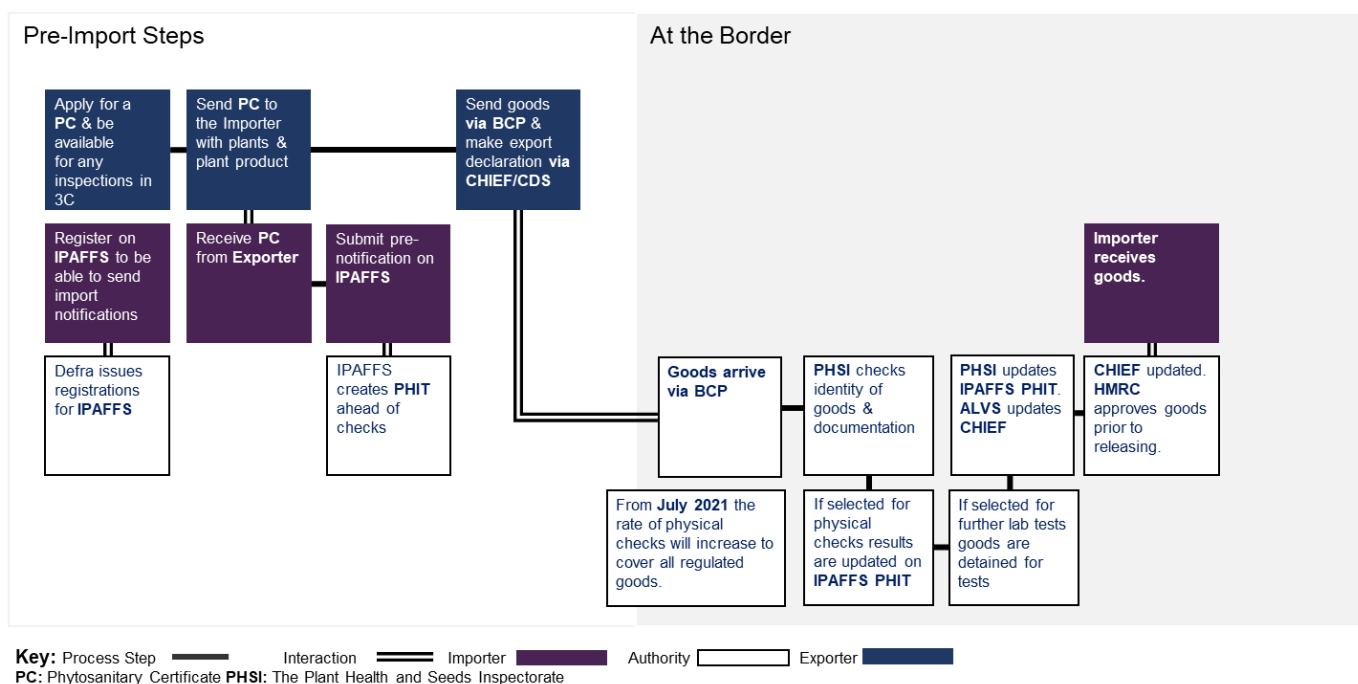 Pre-Import Steps
At the Border
Apply for a
PC & be
available
for any
inspections in
3C
Send PC to
the Importer
with plants &
plant product
Send goods
via BCP &
make export
declaration via
CHIEF/CDS
Register on
IPAFFS to be
able to send
import
notifications
Receive PC
from Exporter
Submit pre-
notification on
IPAFFS
Importer
receives
goods.
Defra issues
registrations
for IPAFFS
IPAFFS
creates PHIT
ahead of
checks
Goods arrive
via BCP
PHSI checks
identity of
goods &
documentation
PHSI updates
IPAFFS PHIT.
ALVS updates
CHIEF
CHIEF updated.
HMRC
approves goods
prior to
releasing.
From July 2021 the
rate of physical
checks will increase to
cover all regulated
goods.
If selected for
physical
checks results
are updated on
IPAFFS PHIT
If selected for
further lab tests
goods are
detained for
tests
Key: Process Step Interaction Importer Authority Exporter
PC: Phytosanitary Certificate PHSI: The Plant Health and Seeds Inspectorate